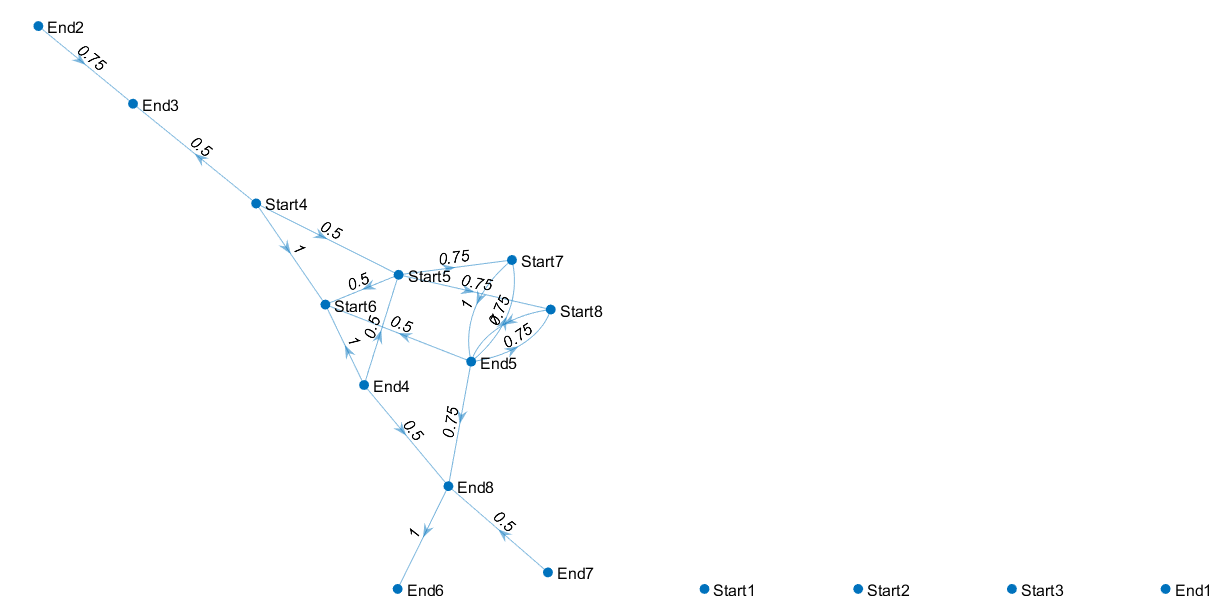 End2
0.75
End3
0.5
Start4
0.5
1
0.75
Start7
Start5
0.75
0.5
1
Start6
0.75
Start8
0.5
0.5
0.75
1
End5
End4
0.75
0.5
End8
0.5
1
End7
End6
Start1
Start2
Start3
End1